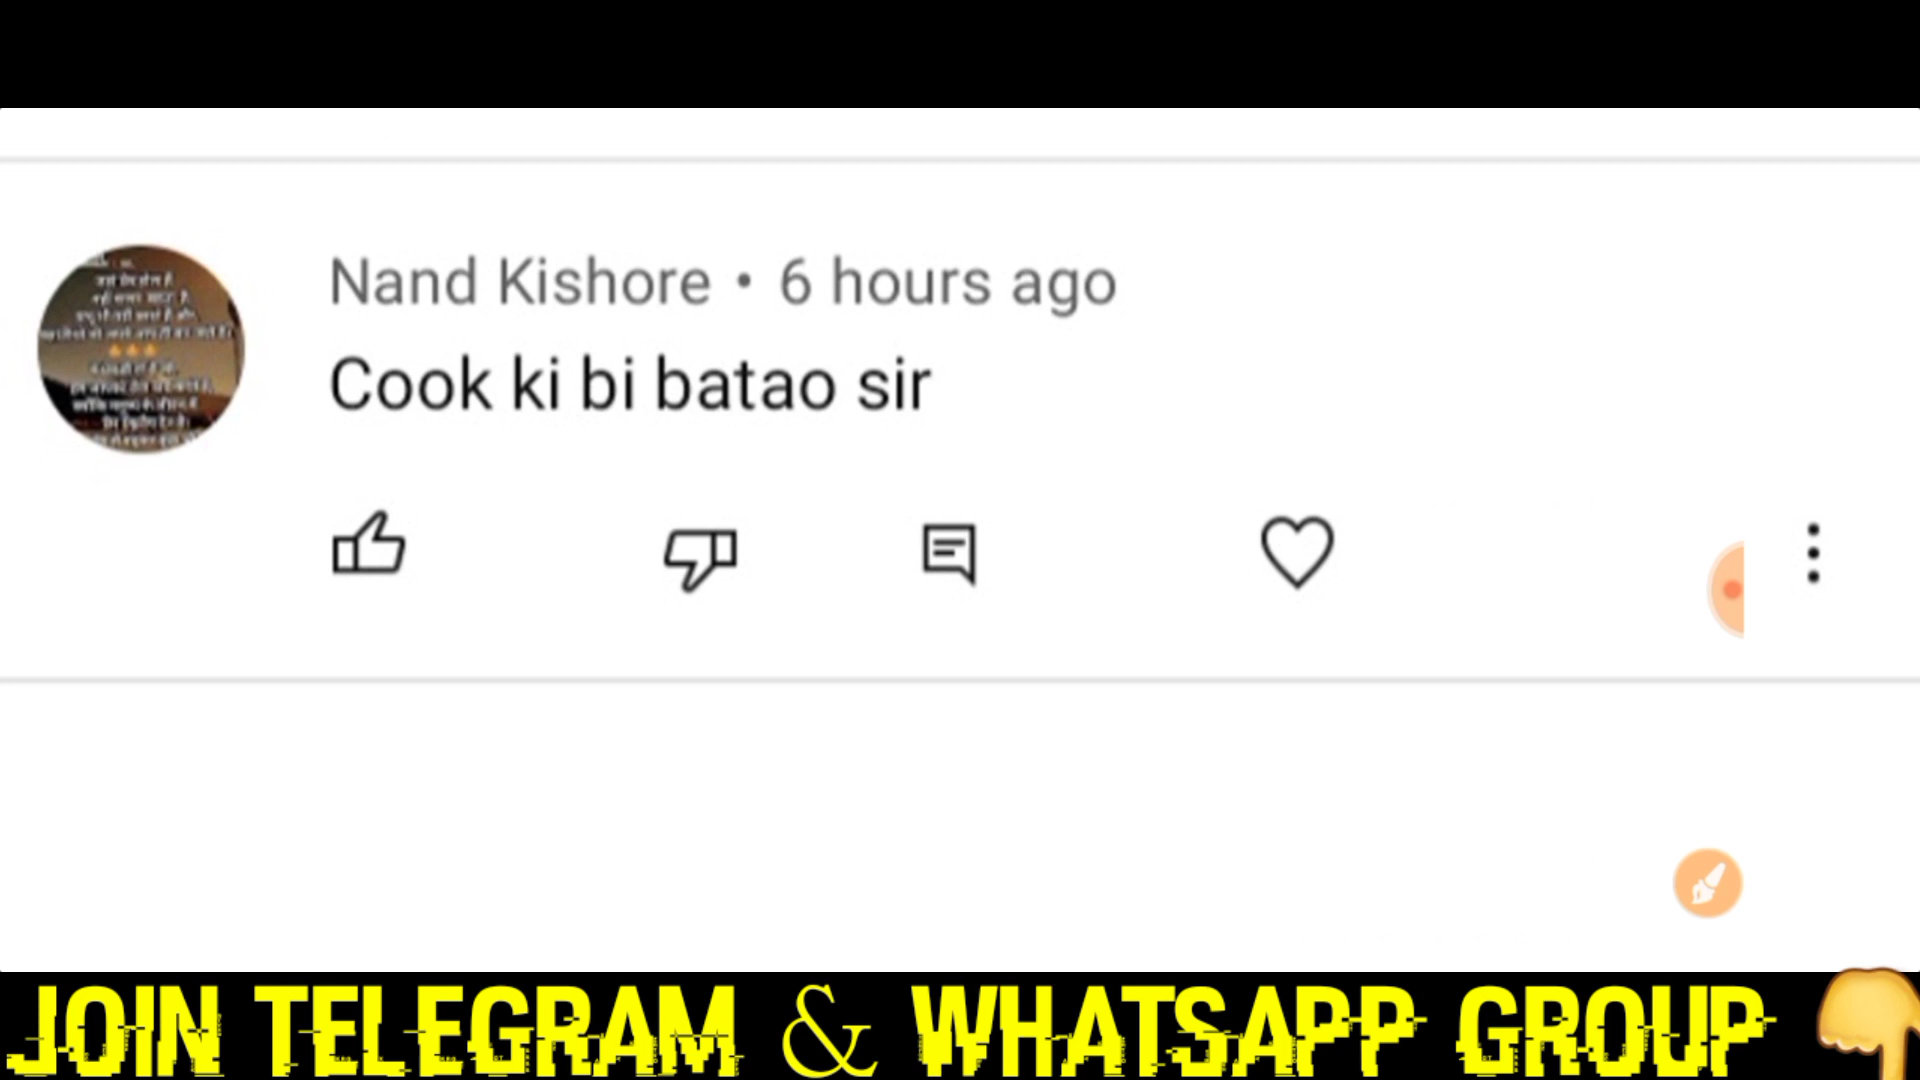 Nand Kishore • 6 hours ago
Cook ki bi batao sir
JOIN TELEGRAM & WHATSAPP GROUP